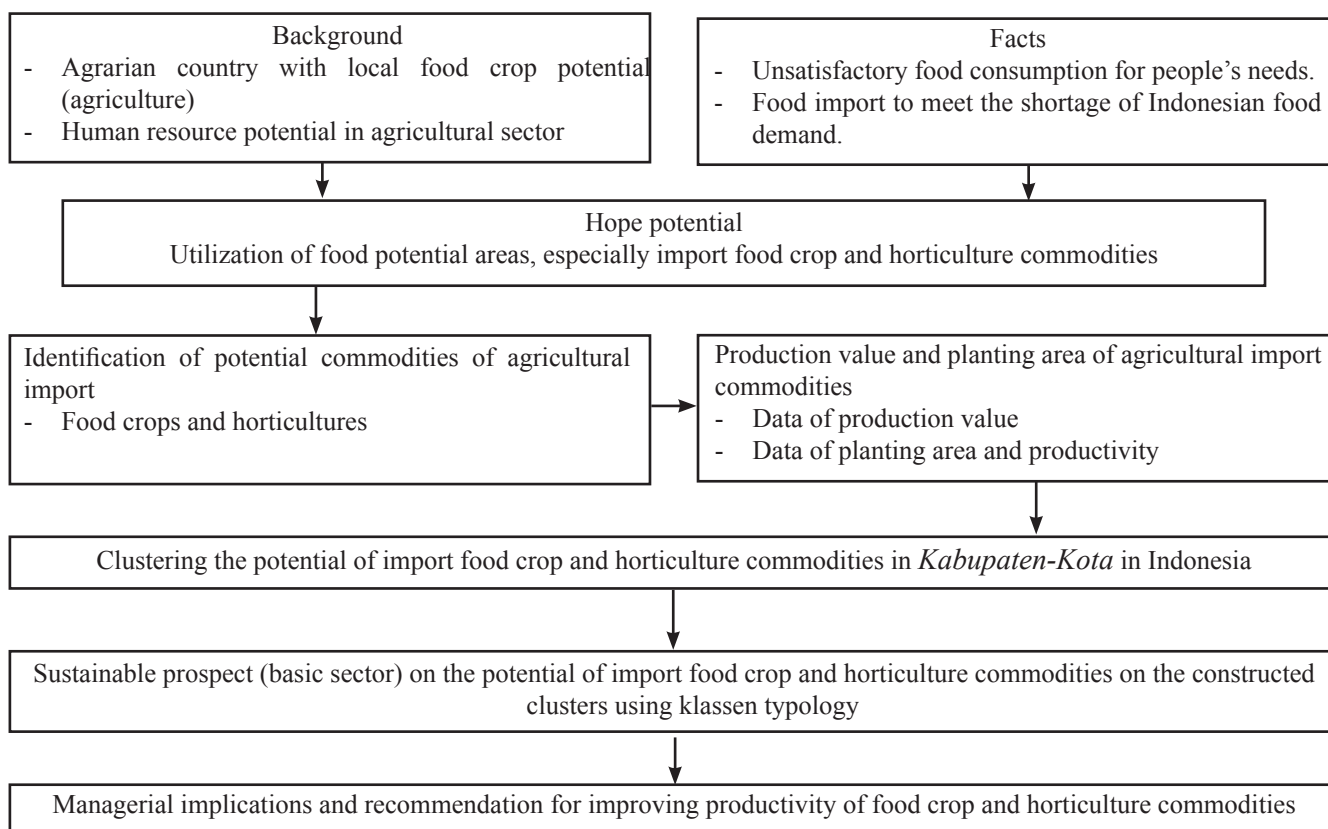 Background
- Agrarian country with local food crop potential
(agriculture)
- Human resource potential in agricultural sector
Facts
- Unsatisfactory food consumption for people's needs.
- Food import to meet the shortage of Indonesian food
demand.
Hope potential
Utilization of food potential areas, especially import food crop and horticulture commodities
Identification of potential commodities of agricultural
import
- Food crops and horticultures
Production value and planting area of agricultural import
commodities
- Data of production value
- Data of planting area and productivity
Clustering the potential of import food crop and horticulture commodities in Kabupaten-Kota in Indonesia
Sustainable prospect (basic sector) on the potential of import food crop and horticulture commodities on the constructed
clusters using klassen typology
Managerial implications and recommendation for improving productivity of food crop and horticulture commodities